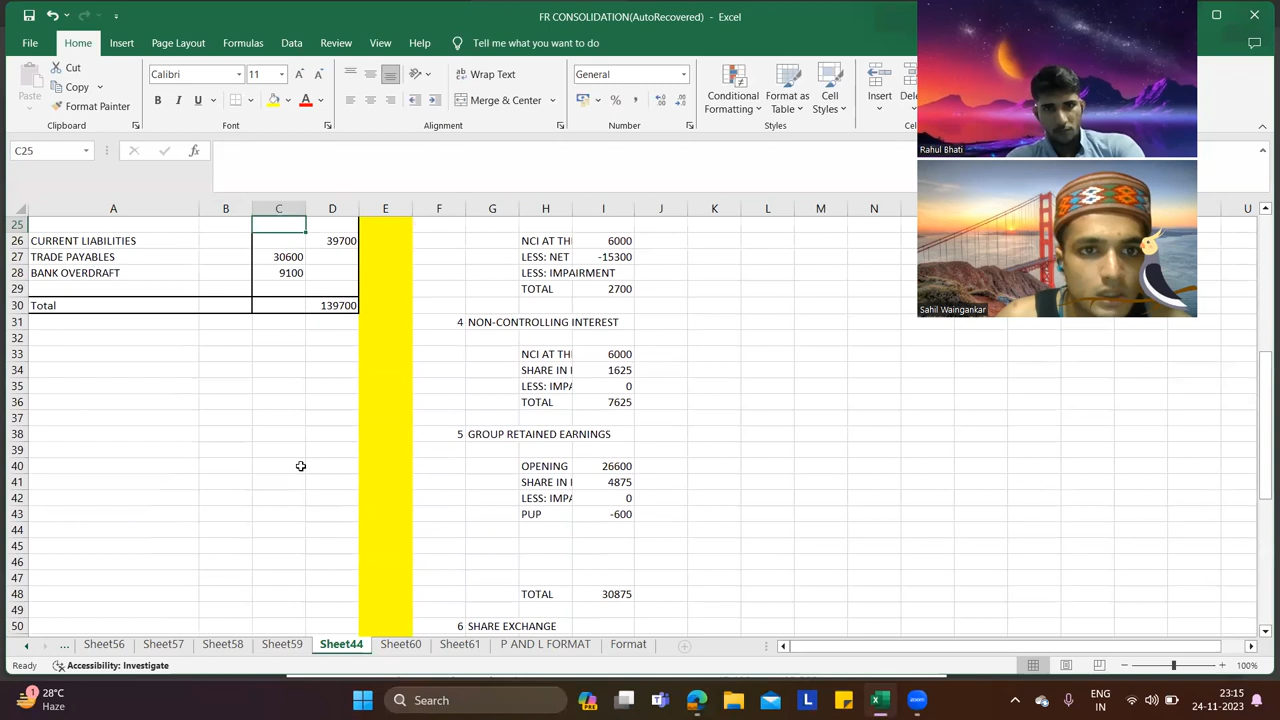 FR CONSOLIDATION(AutoRecovered) - Excel
File Home Insert Page Layout Formulas Data Review View Help Tell me what you want to do
Paste
Cut
Copy
Format Painter
Clipboard
Calibri 11
B I U
Font
Wrap Text
Merge & Center
Alignment
General
Number
Conditional Formatting
Format as Table
Cell Styles
Styles
Insert
Rahul Bhati
Sahil Waingankar
C25
A B C D E F G H I J K L M N U
25
26 CURRENT LIABILITIES 39700 NCI AT TH 6000
27 TRADE PAYABLES 30600 LESS: NET -15300
28 BANK OVERDRAFT 9100 LESS: IMPAIRMENT
29 TOTAL 2700
30 Total 139700
31 4 NON-CONTROLLING INTEREST
32
33 NCI AT TH 6000
34 SHARE IN 1625
35 LESS: IMPA 0
36 TOTAL 7625
37
38 5 GROUP RETAINED EARNINGS
39
40 OPENING 26600
41 SHARE IN 4875
42 LESS: IMPA 0
43 PUP -600
44
45
46
47
48 TOTAL 30875
49
50 6 SHARE EXCHANGE
... Sheet56 Sheet57 Sheet58 Sheet59 Sheet44 Sheet60 Sheet61 P AND L FORMAT Format
Ready Accessibility: Investigate 100%
28°C
Haze
Search
ENG
IN
23:15
24-11-2023